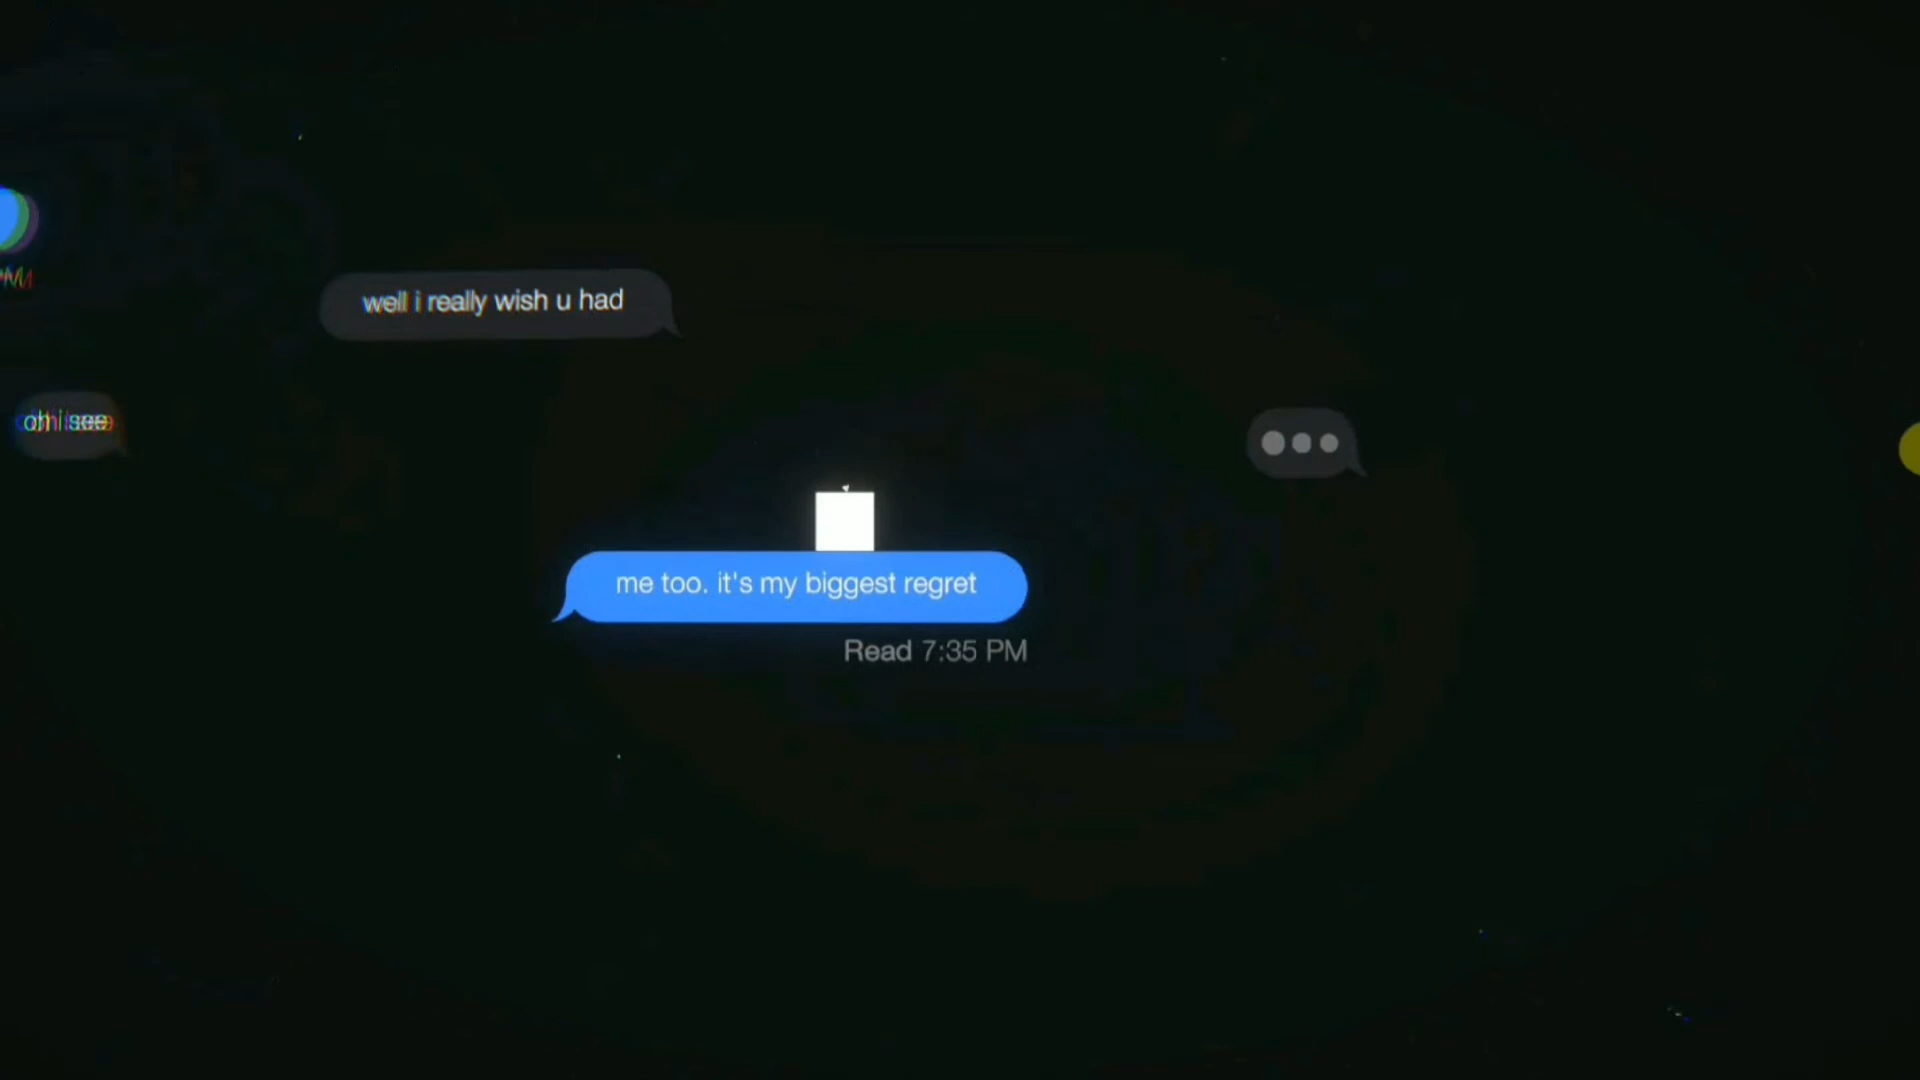 well i really wish u had
oh i see
me too. it's my biggest regret
Read 7:35 PM